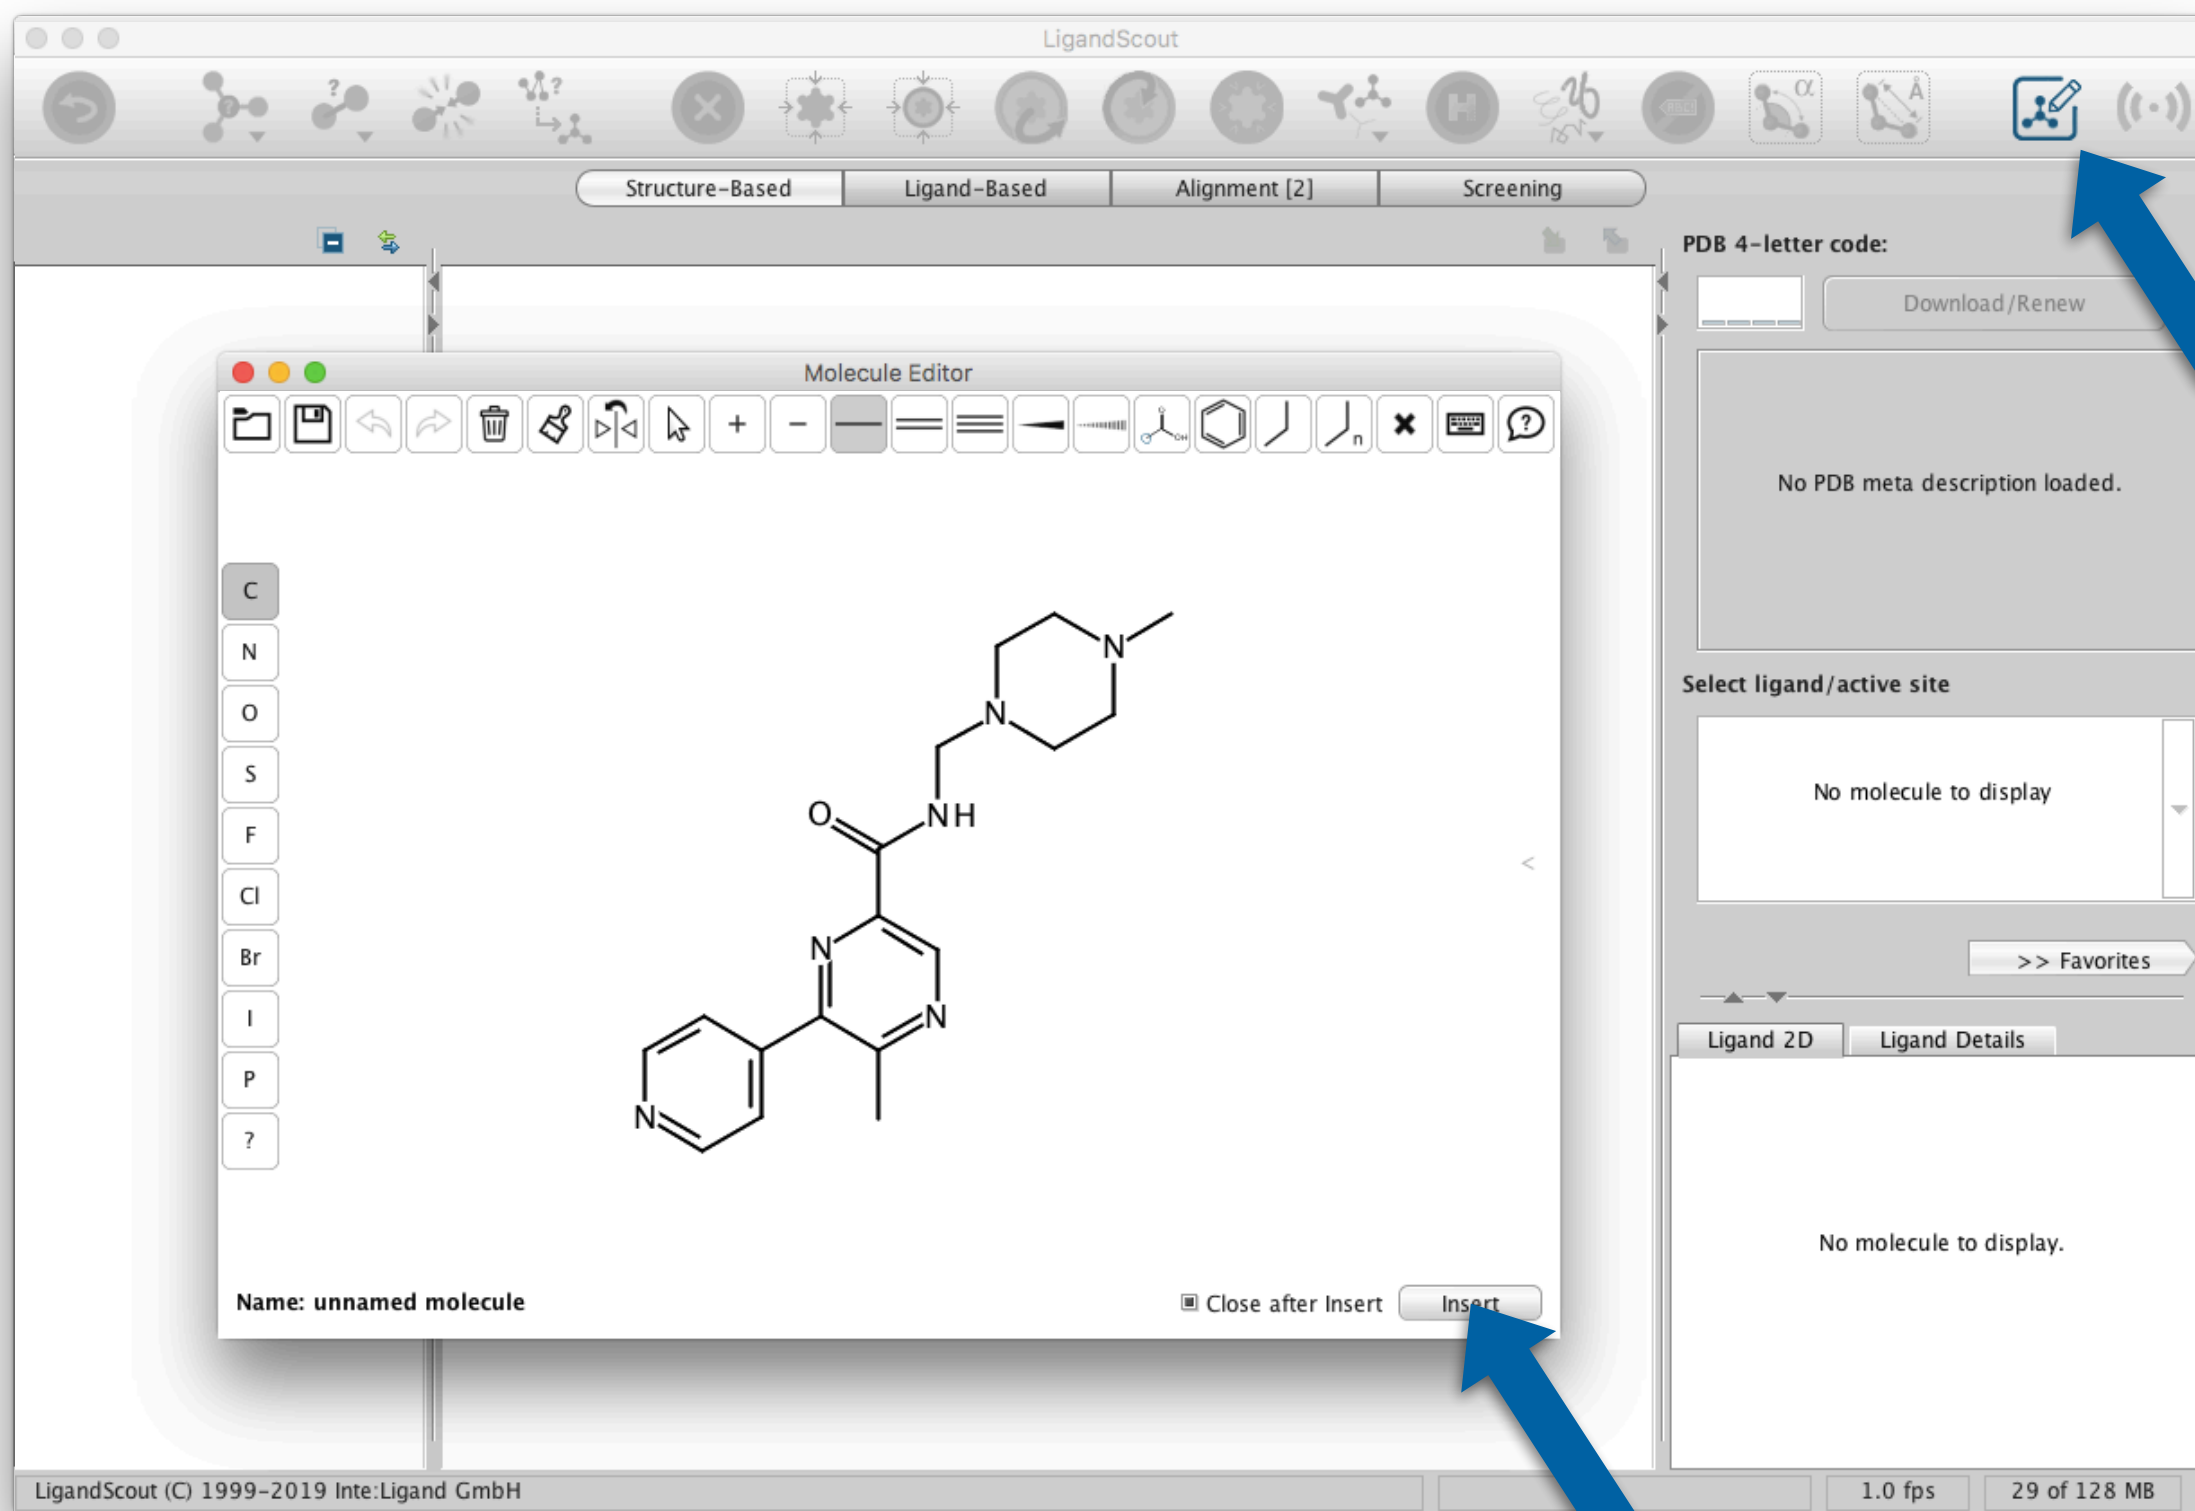 LigandScout
? ? ? H α Å
Structure-Based Ligand-Based Alignment [2] Screening
PDB 4-letter code:
Download/Renew
No PDB meta description loaded.
Select ligand/active site
No molecule to display
>> Favorites
Ligand 2D Ligand Details
No molecule to display.
Molecule Editor
+ − OH n ?
C
N
O
S
F
Cl
Br
I
P
?
N
N
NH
O
N
N
N
<
Name: unnamed molecule
Close after Insert Insert
LigandScout (C) 1999-2019 Inte:Ligand GmbH 1.0 fps 29 of 128 MB